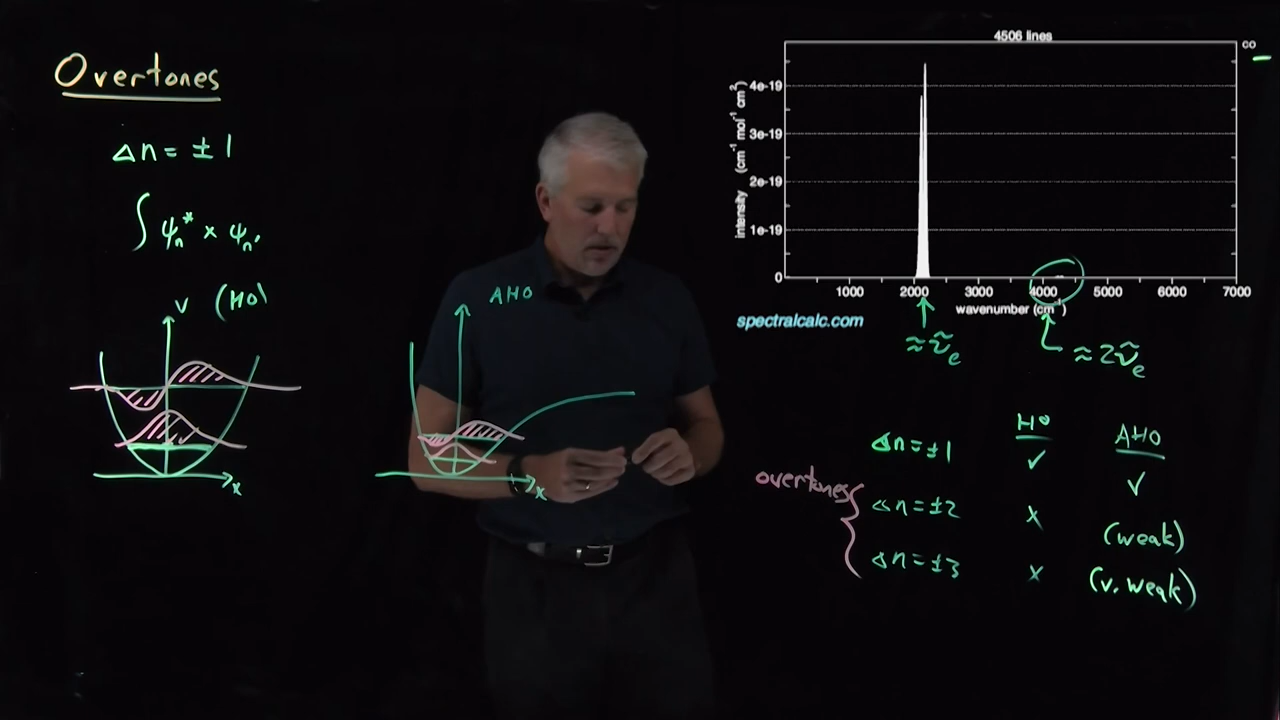 Overtones
Δn = ± 1
∫ ψn* x ψn'
V (HO)
x
AHO
x
4506 lines
CO
intensity (cm-1 mol-1 cm2)
4e-19
3e-19
2e-19
1e-19
0
1000 2000 3000 4000 5000 6000 7000
wavenumber (cm-1)
spectralcalc.com
≈ ν̃e
≈ 2ν̃e
HO AHO
Δn = ±1 ✓ ✓
overtones
Δn = ±2 x (weak)
Δn = ±3 x (v. weak)